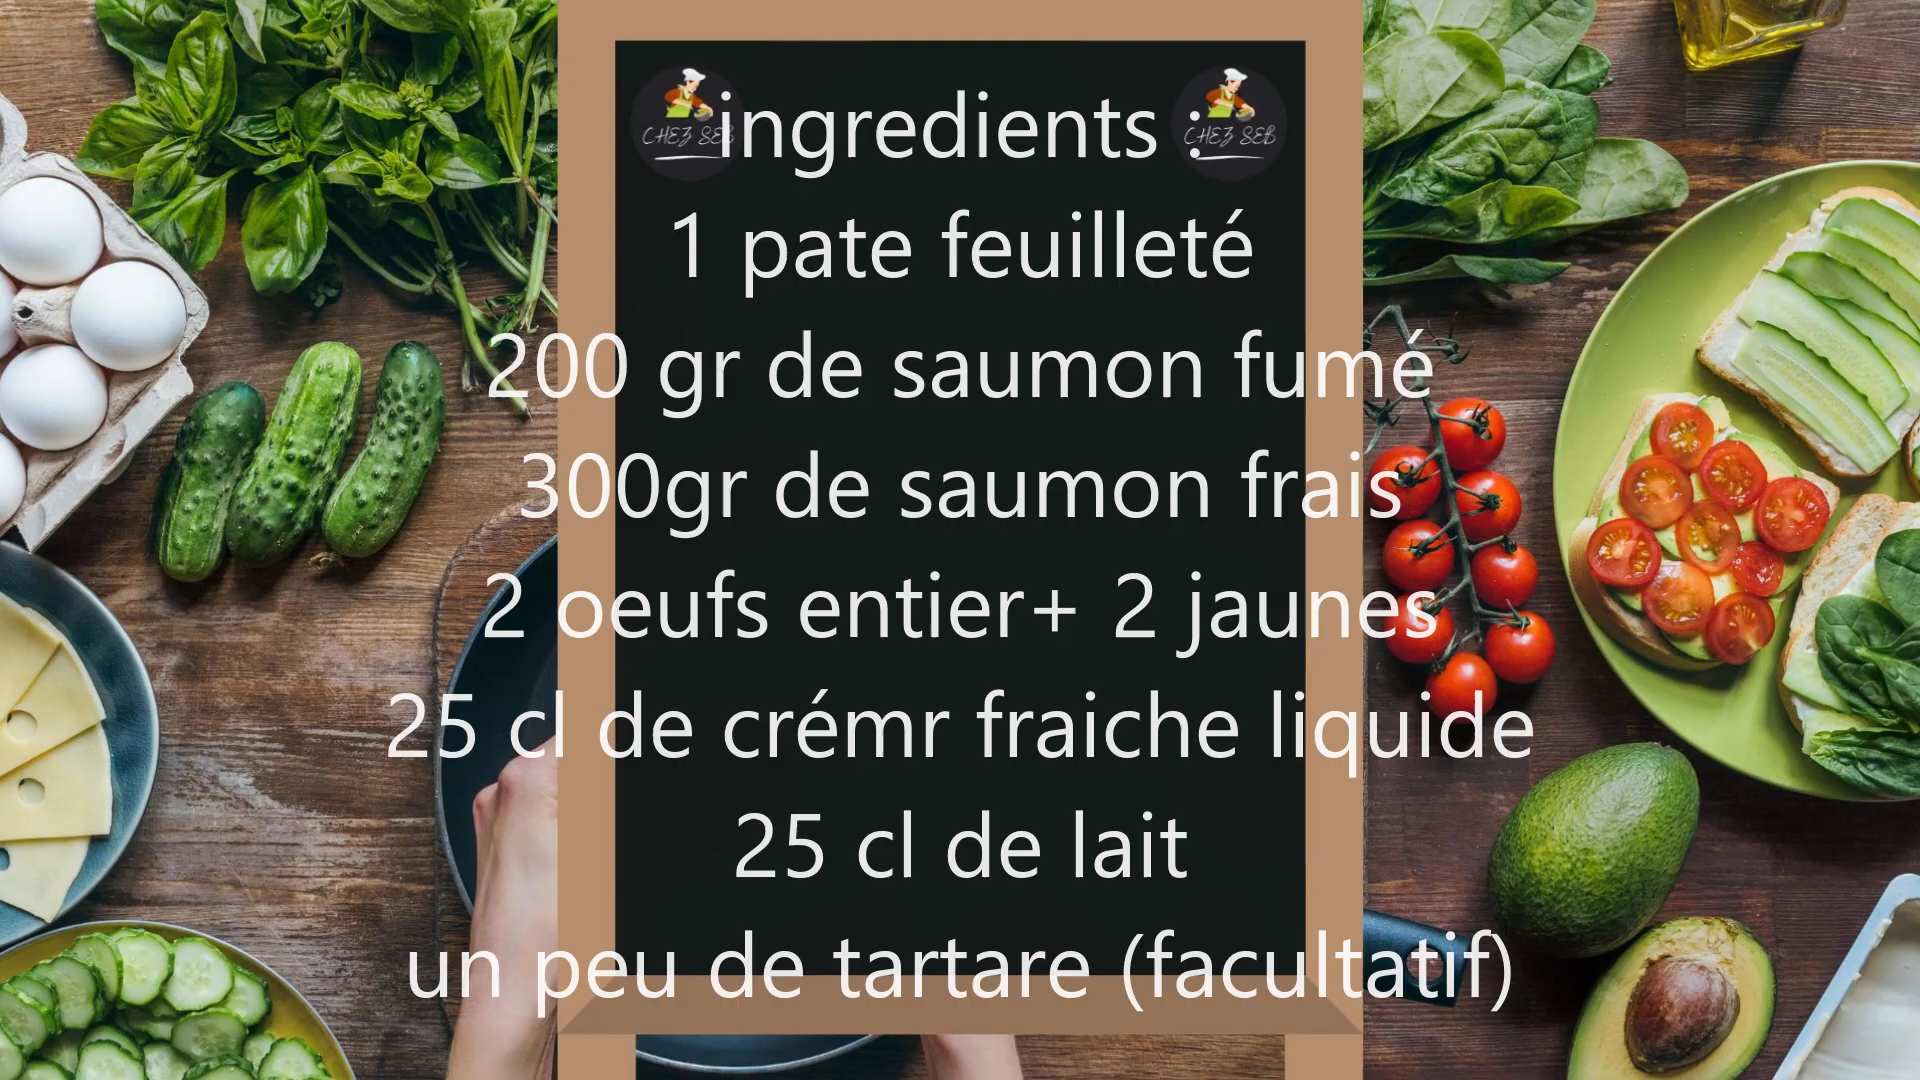 CHEZ SEB
CHEZ SEB
ingredients :
1 pate feuilleté
200 gr de saumon fumé
300gr de saumon frais
2 oeufs entier+ 2 jaunes
25 cl de crémr fraiche liquide
25 cl de lait
un peu de tartare (facultatif)